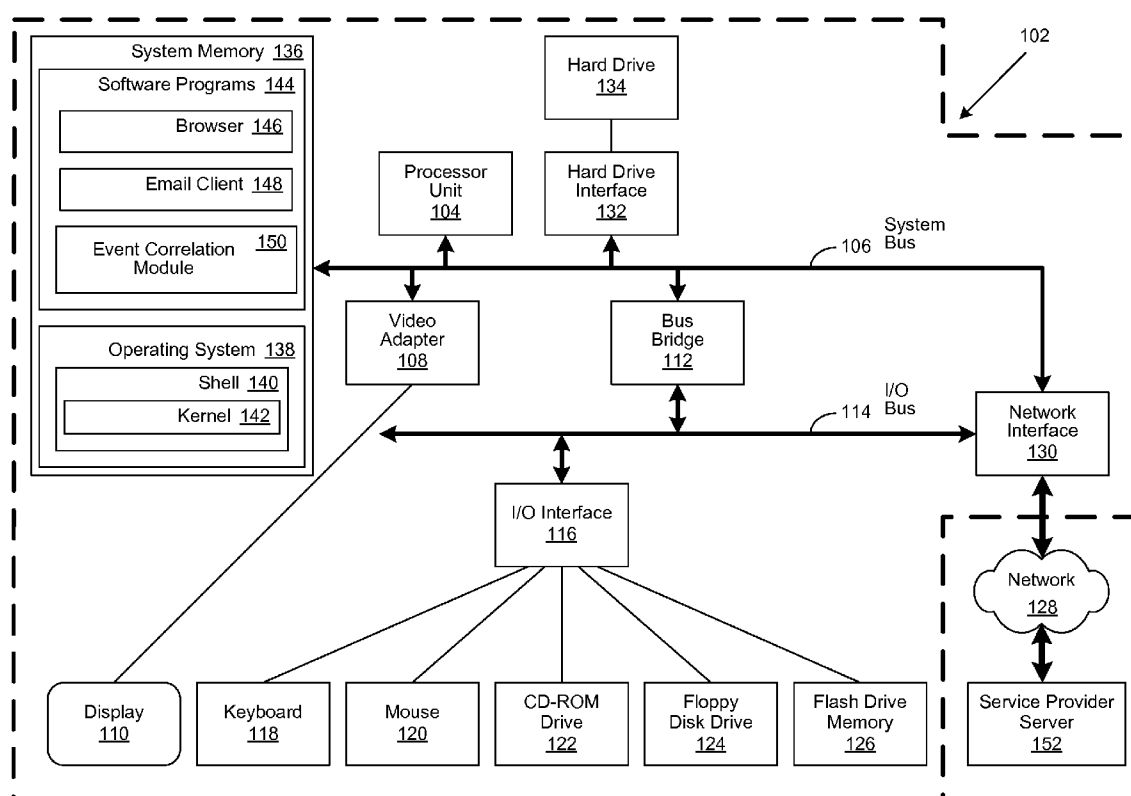 102
System Memory 136
Software Programs 144
Browser 146
Email Client 148
Event Correlation 150
Module
Operating System 138
Shell 140
Kernel 142
Hard Drive
134
Processor
Unit
104
Hard Drive
Interface
132
106
System
Bus
Video
Adapter
108
Bus
Bridge
112
114
I/O
Bus
Network
Interface
130
I/O Interface
116
Network
128
Display
110
Keyboard
118
Mouse
120
CD-ROM
Drive
122
Floppy
Disk Drive
124
Flash Drive
Memory
126
Service Provider
Server
152